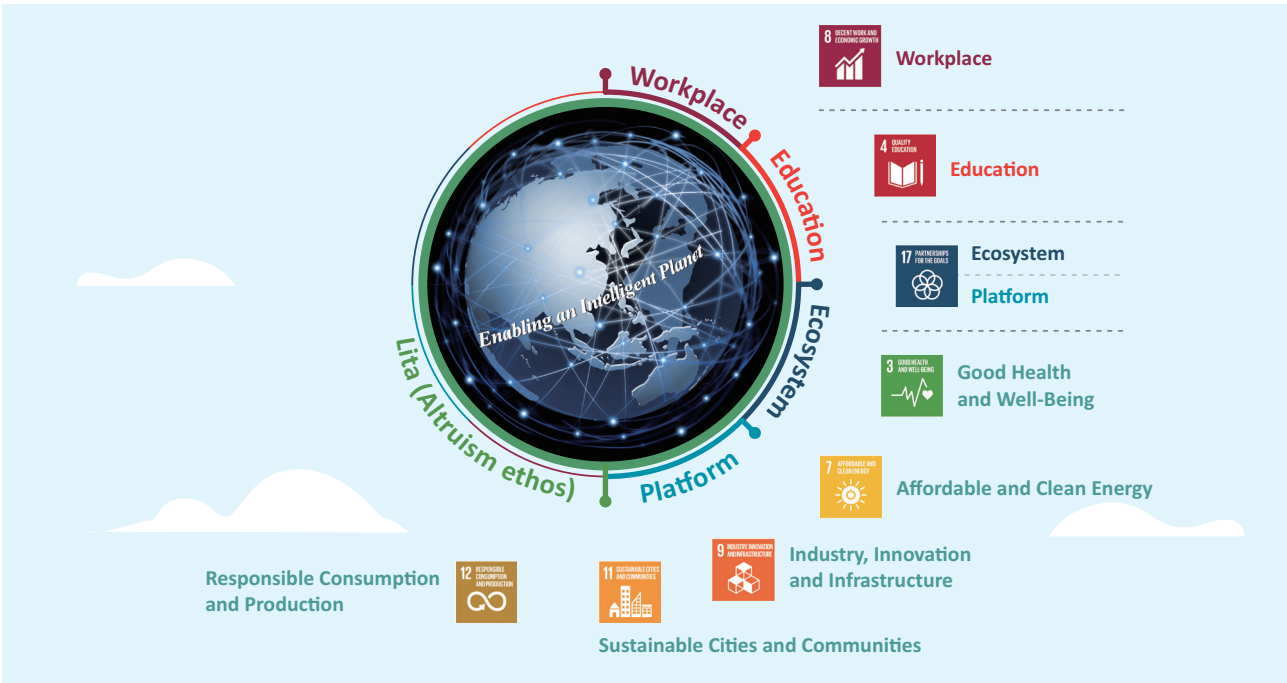 8 DECENT WORK AND
ECONOMIC GROWTH
Workplace
Workplace
Education
Ecosystem
Platform
Lita (Altruism ethos)
Enabling an Intelligent Planet
4 QUALITY
EDUCATION
Education
17 PARTNERSHIPS
FOR THE GOALS
Ecosystem
Platform
3 GOOD HEALTH
AND WELL-BEING
Good Health
and Well-Being
7 AFFORDABLE AND
CLEAN ENERGY
Affordable and Clean Energy
9 INDUSTRY, INNOVATION
AND INFRASTRUCTURE
Industry, Innovation
and Infrastructure
11 SUSTAINABLE CITIES
AND COMMUNITIES
Sustainable Cities and Communities
12 RESPONSIBLE
CONSUMPTION
AND PRODUCTION
Responsible Consumption
and Production